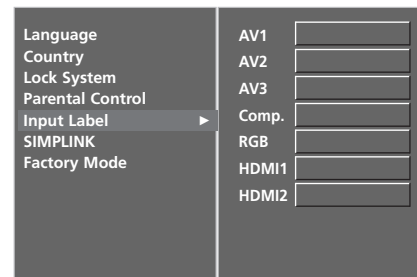 Language
Country
Lock System
Parental Control
Input Label ►
SIMPLINK
Factory Mode
AV1
AV2
AV3
Comp.
RGB
HDMI1
HDMI2